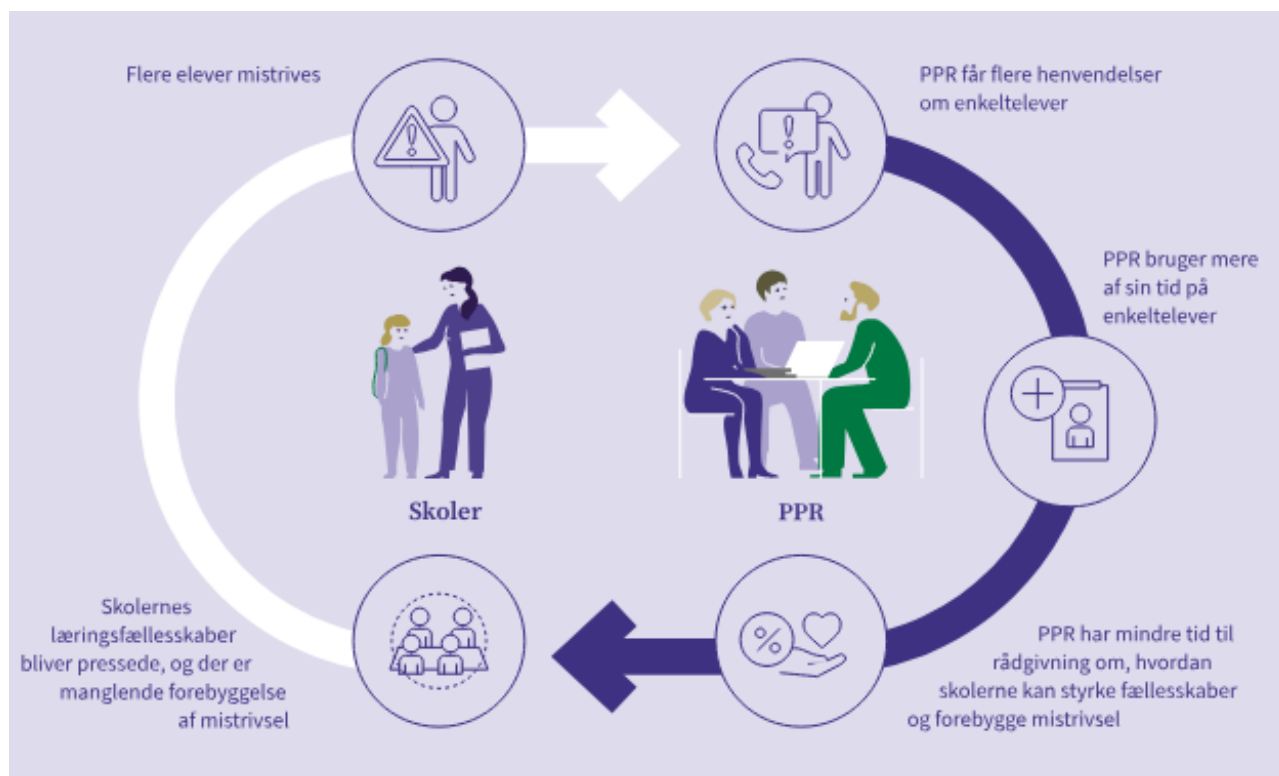 Flere elever mistrives
PPR får flere henvendelser
om enkeltelever
PPR bruger mere
af sin tid på
enkeltelever
Skoler
PPR
PPR har mindre tid til
rådgivning om, hvordan
skolerne kan styrke fællesskaber
og forebygge mistrivsel
Skolernes
læringsfællesskaber
bliver pressede, og der er
manglende forebyggelse
af mistrivsel